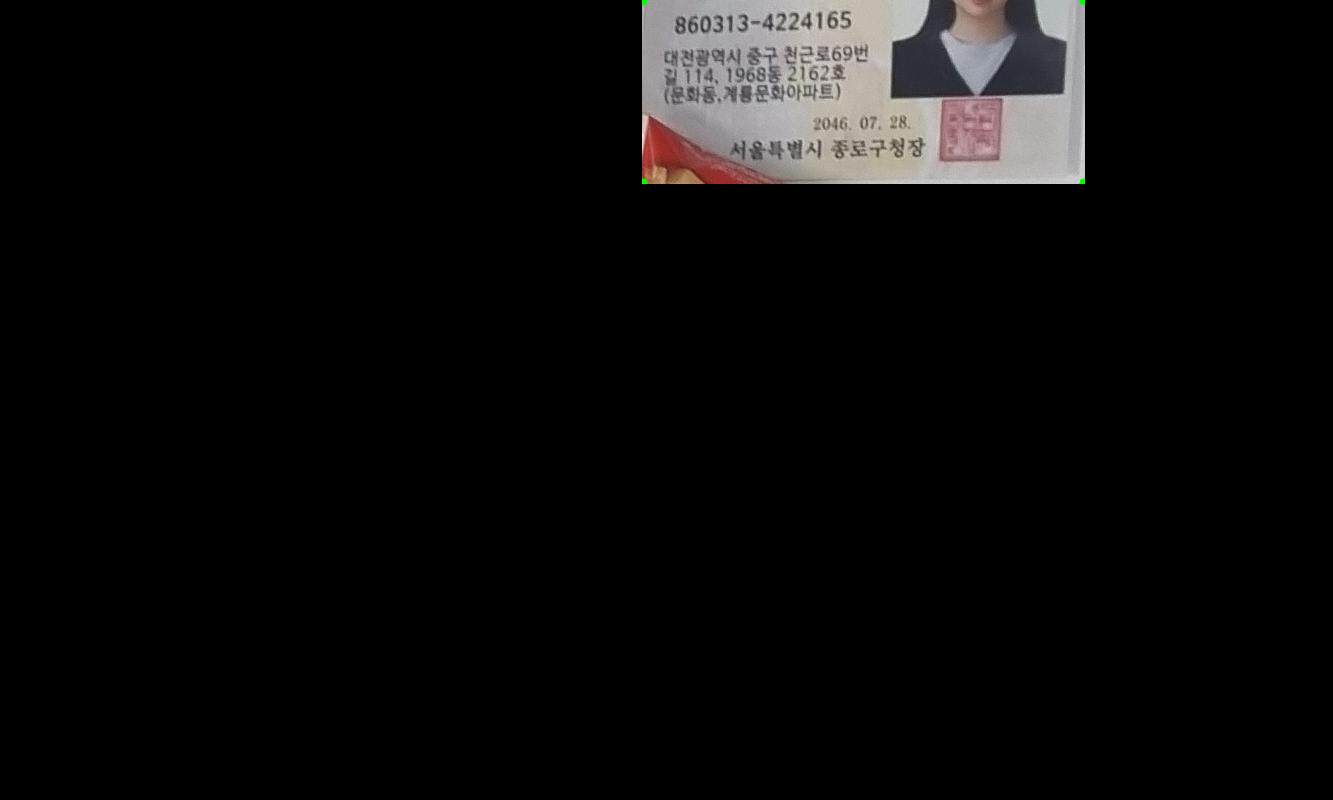 860313-4224165
대전광역시 중구 천근로69번
길 114, 1968동 2162호
(문화동,계룡문화아파트)
2046. 07. 28.
서울특별시 종로구청장